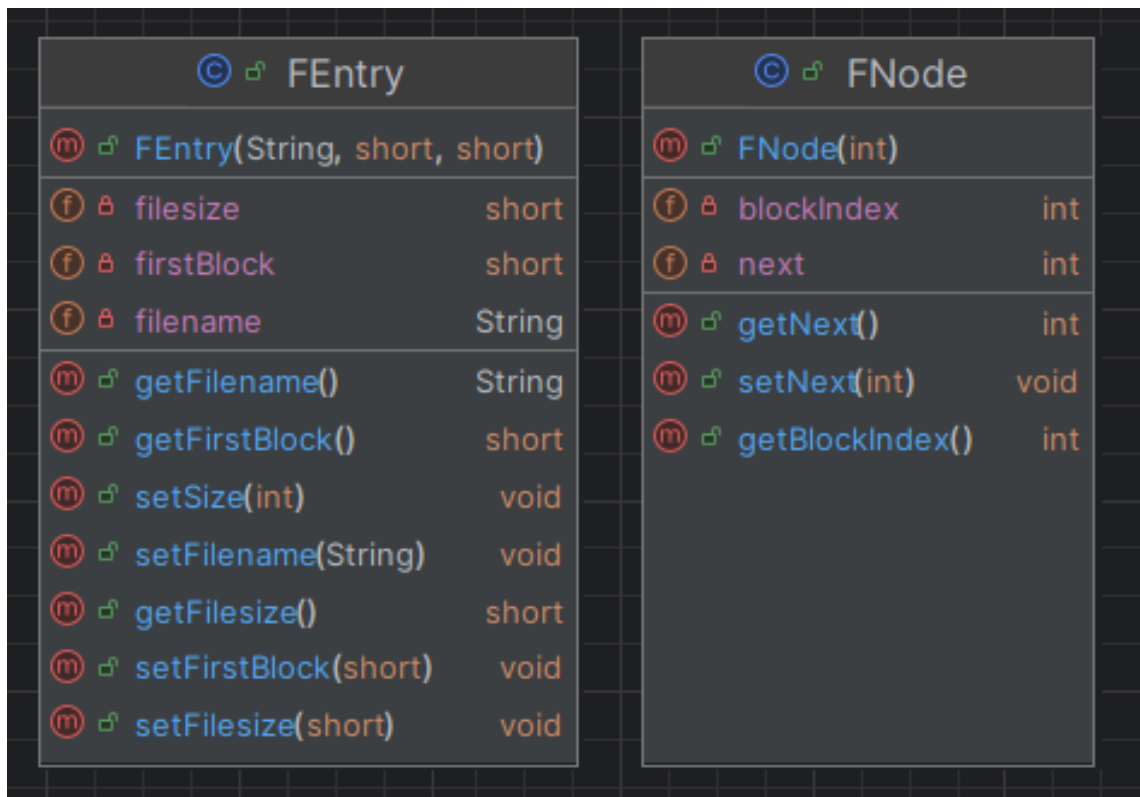 FEntry
FEntry(String, short, short)
filesize short
firstBlock short
filename String
getFilename() String
getFirstBlock() short
setSize(int) void
setFilename(String) void
getFilesize() short
setFirstBlock(short) void
setFilesize(short) void
FNode
FNode(int)
blockIndex int
next int
getNext() int
setNext(int) void
getBlockIndex() int